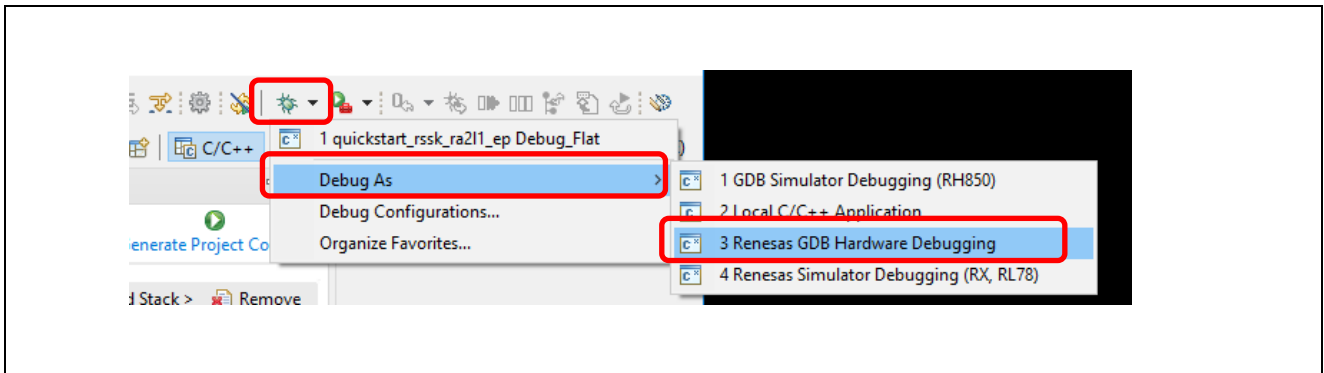 C/C++
1 quickstart_rssk_ra2l1_ep Debug_Flat
Debug As
Debug Configurations...
Organize Favorites...
1 GDB Simulator Debugging (RH850)
2 Local C/C++ Application
3 Renesas GDB Hardware Debugging
4 Renesas Simulator Debugging (RX, RL78)
enerate Project Co
d Stack > Remove